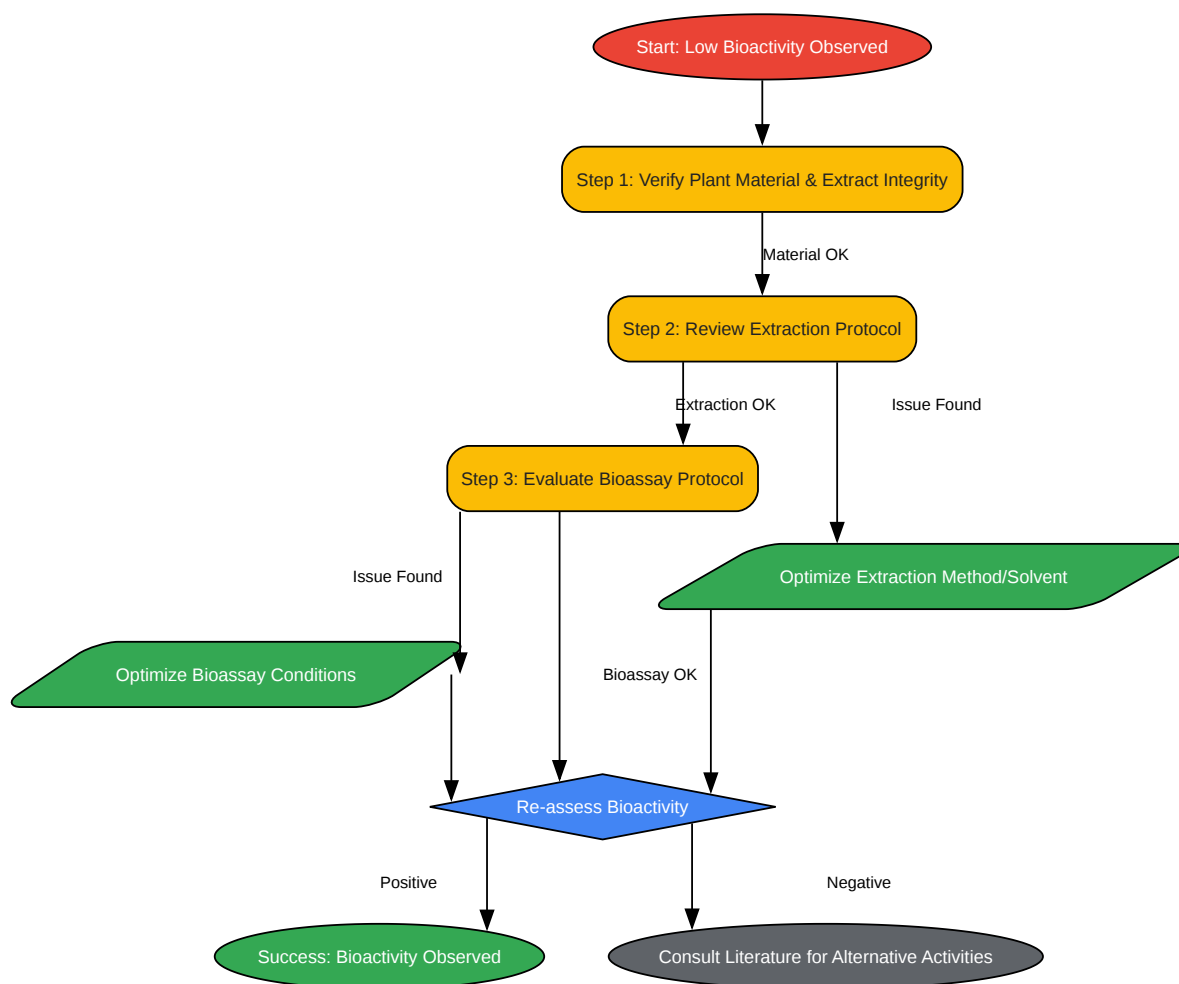 Start: Low Bioactivity Observed
Step 1: Verify Plant Material & Extract Integrity
Material OK
Step 2: Review Extraction Protocol
Extraction OK
Issue Found
Step 3: Evaluate Bioassay Protocol
Issue Found
Optimize Extraction Method/Solvent
Optimize Bioassay Conditions
Bioassay OK
Re-assess Bioactivity
Positive
Negative
Success: Bioactivity Observed
Consult Literature for Alternative Activities